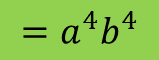 = a⁴b⁴